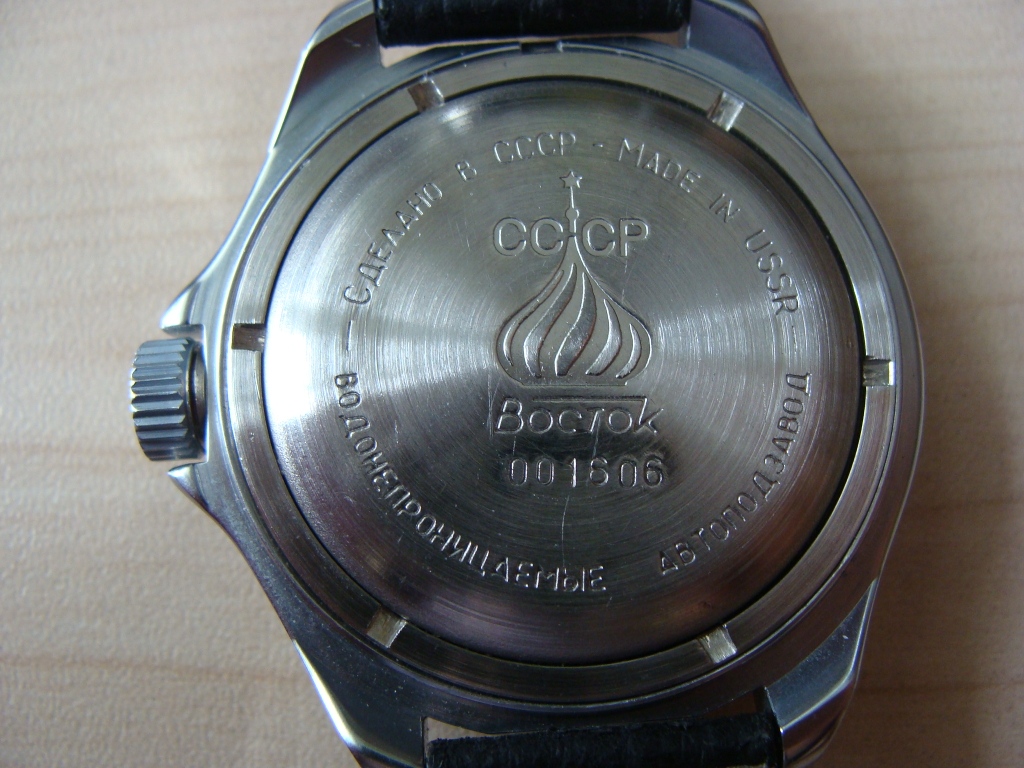 СДЕЛАНО В СССР - MADE IN USSR
СССР
Восток
001606
ВОДОНЕПРОНИЦАЕМЫЕ АВТОПОДЗАВОД